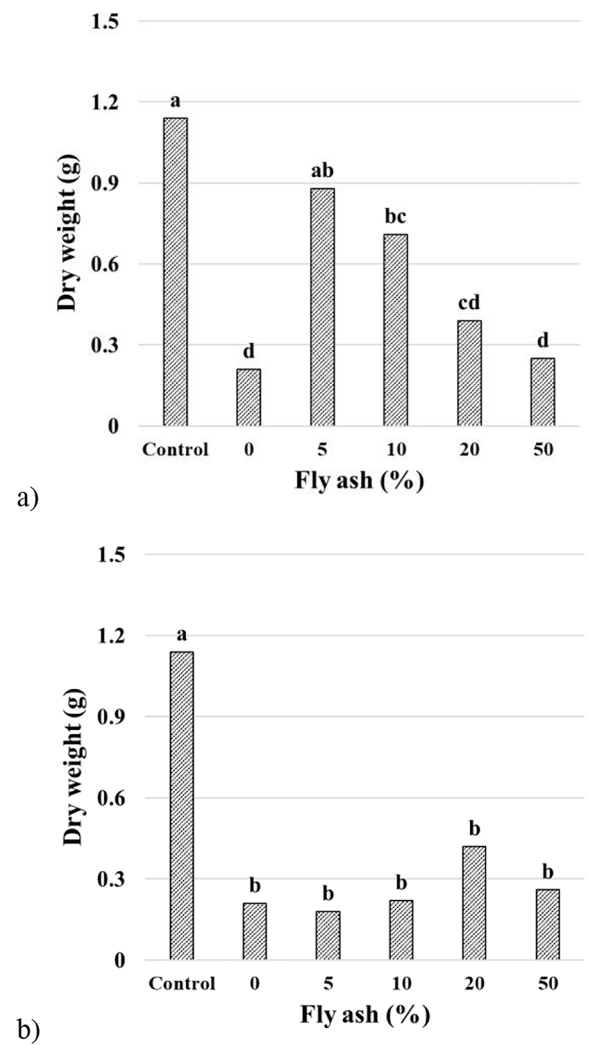 1.5
1.2
0.9
0.6
0.3
0
Dry weight (g)
a
d
ab
bc
cd
d
Control 0 5 10 20 50
Fly ash (%)
a)
1.5
1.2
0.9
0.6
0.3
0
Dry weight (g)
a
b
b
b
b
b
Control 0 5 10 20 50
Fly ash (%)
b)